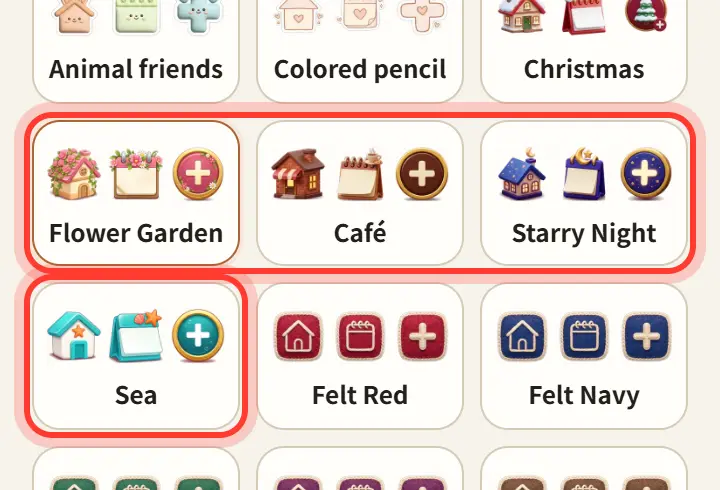 Animal friends
Colored pencil
Christmas
Flower Garden
Café
Starry Night
Sea
Felt Red
Felt Navy